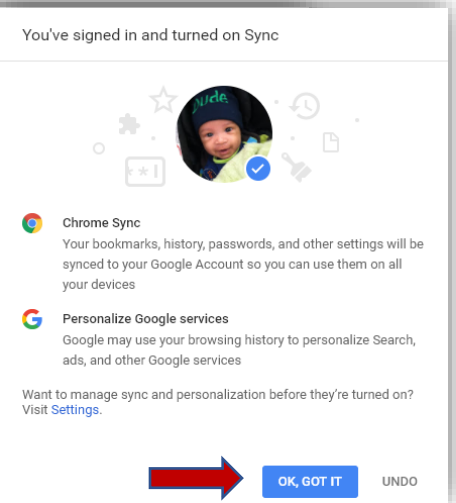 You've signed in and turned on Sync
Dude
Chrome Sync
Your bookmarks, history, passwords, and other settings will be
synced to your Google Account so you can use them on all
your devices
Personalize Google services
Google may use your browsing history to personalize Search,
ads, and other Google services
Want to manage sync and personalization before they're turned on?
Visit Settings.
OK, GOT IT UNDO